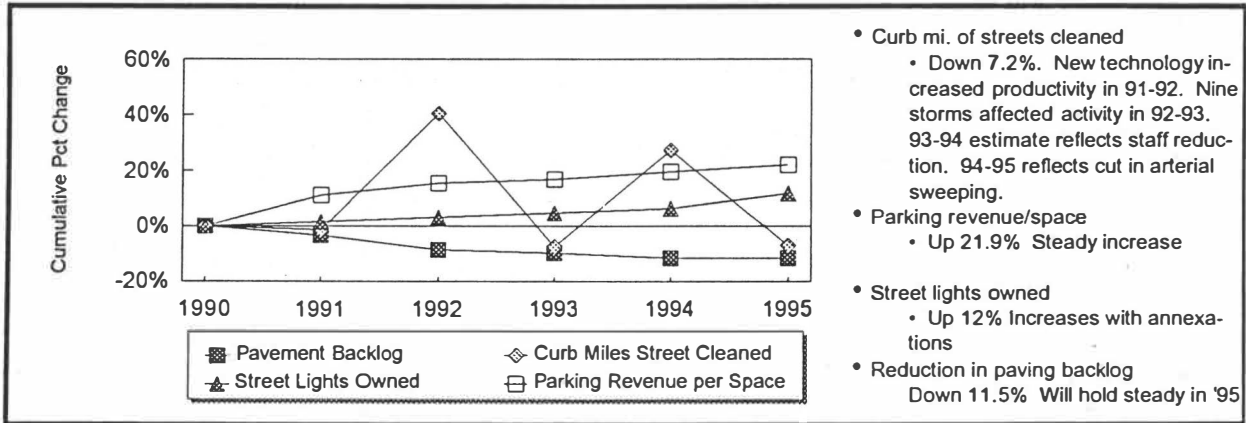 Cumulative Pct Change
60%
40%
20%
0%
-20%
1990 1991 1992 1993 1994 1995
Pavement Backlog
Curb Miles Street Cleaned
Street Lights Owned
Parking Revenue per Space
• Curb mi. of streets cleaned
• Down 7.2%. New technology in-
creased productivity in 91-92. Nine
storms affected activity in 92-93.
93-94 estimate reflects staff reduc-
tion. 94-95 reflects cut in arterial
sweeping.
• Parking revenue/space
• Up 21.9% Steady increase
• Street lights owned
• Up 12% Increases with annexa-
tions
• Reduction in paving backlog
Down 11.5% Will hold steady in '95